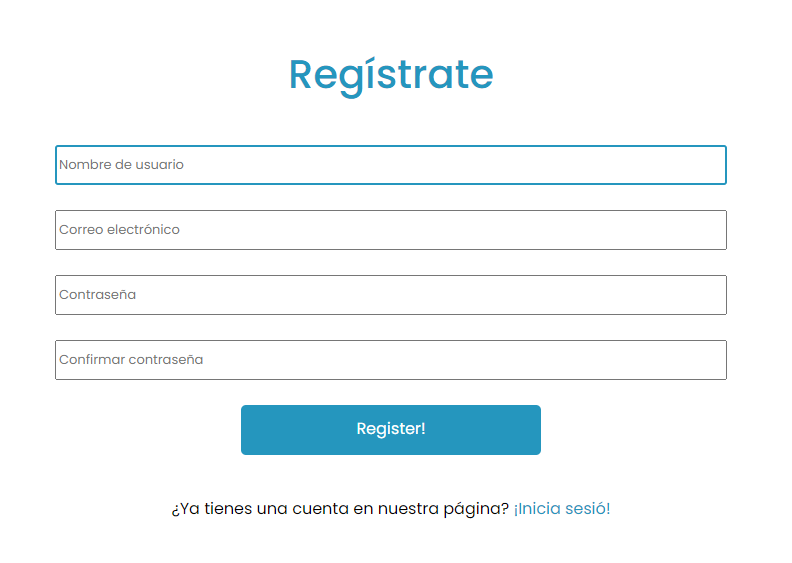 Regístrate
Nombre de usuario
Correo electrónico
Contraseña
Confirmar contraseña
Register!
¿Ya tienes una cuenta en nuestra página? ¡Inicia sesió!